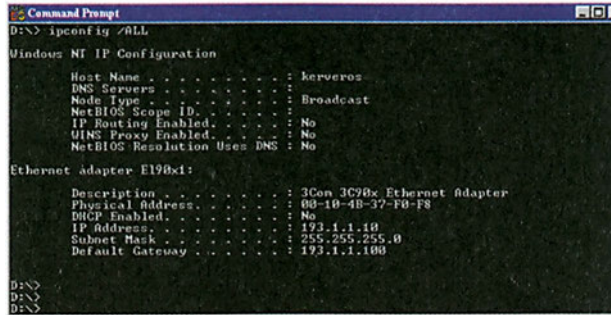 Command Prompt
D:\> ipconfig /ALL
Windows NT IP Configuration
Host Name . . . . . . . . . : kerveros
DNS Servers . . . . . . . . :
Node Type . . . . . . . . . : Broadcast
NetBIOS Scope ID. . . . . . :
IP Routing Enabled. . . . . : No
WINS Proxy Enabled. . . . . : No
NetBIOS Resolution Uses DNS : No
Ethernet adapter El90x1:
Description . . . . . . . . : 3Com 3C90x Ethernet Adapter
Physical Address. . . . . . : 00-10-4B-37-F0-F8
DHCP Enabled. . . . . . . . : No
IP Address. . . . . . . . . : 193.1.1.10
Subnet Mask . . . . . . . . : 255.255.255.0
Default Gateway . . . . . . : 193.1.1.100
D:\>
D:\>
D:\>